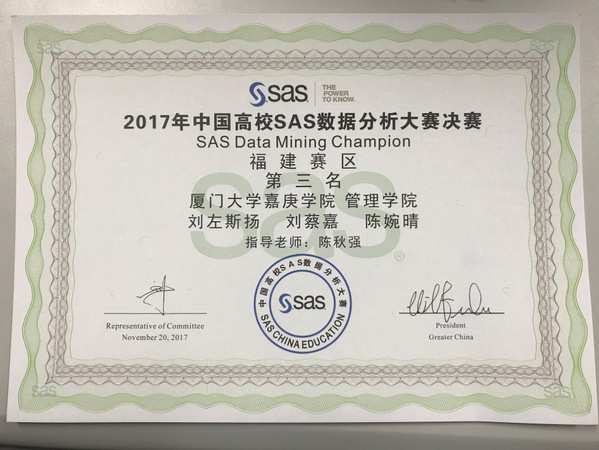 sas
THE
POWER
TO KNOW.
2017年中国高校SAS数据分析大赛决赛
SAS Data Mining Champion
福建赛区
第三名
厦门大学嘉庚学院 管理学院
刘左斯扬 刘蔡嘉 陈婉晴
指导老师：陈秋强
sas
中国高校SAS数据分析大赛
sas
SAS CHINA EDUCATION
Representative of Committee
November 20, 2017
President
Greater China
sas
sas
sas
sas